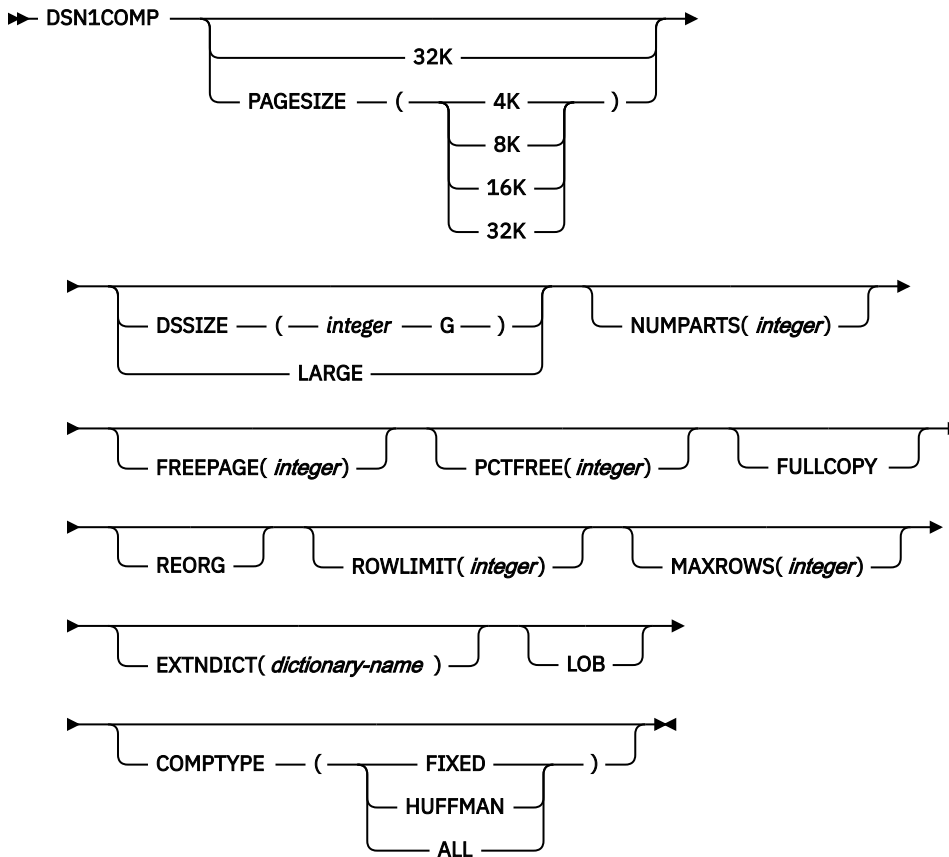 DSN1COMP
32K
PAGESIZE ( 4K )
8K
16K
32K
DSSIZE ( integer G )
LARGE
NUMPARTS( integer)
FREEPAGE( integer) PCTFREE( integer) FULLCOPY
REORG ROWLIMIT( integer) MAXROWS( integer)
EXTNDICT( dictionary-name ) LOB
COMPTYPE ( FIXED )
HUFFMAN
ALL